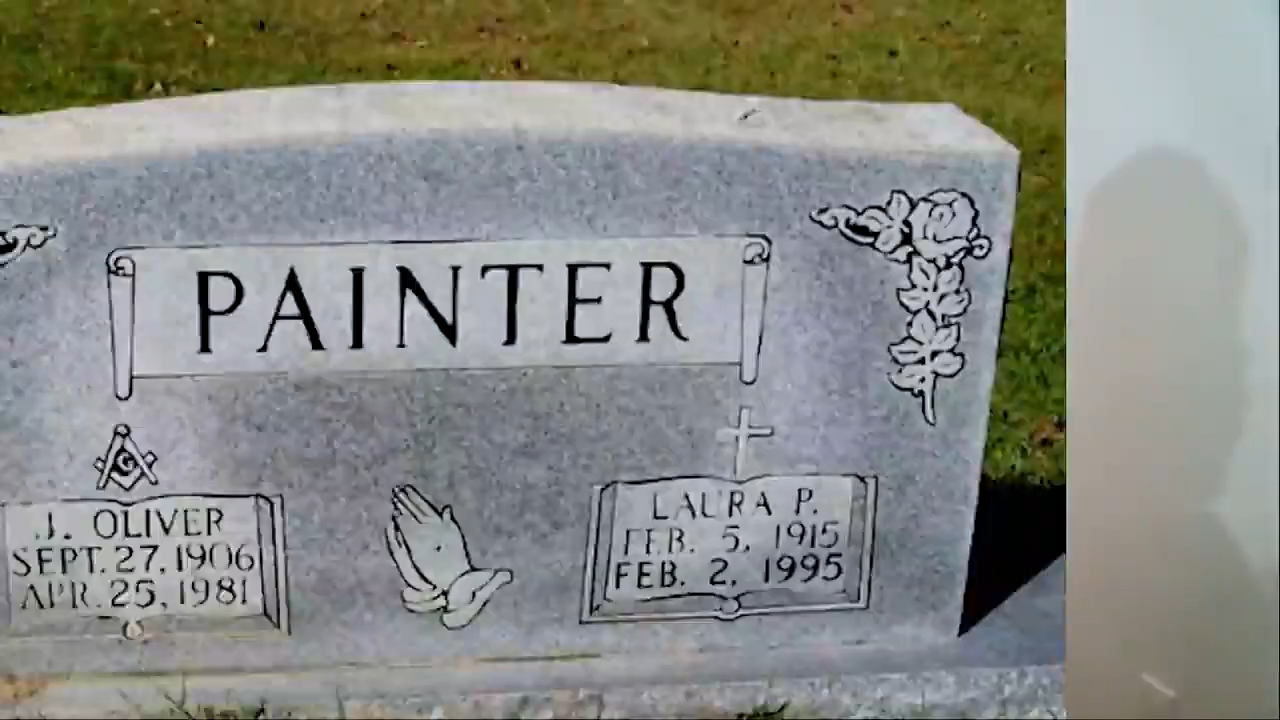 PAINTER
G
J. OLIVER
SEPT. 27, 1906
APR. 25, 1981
LAURA P.
FEB. 5, 1915
FEB. 2, 1995